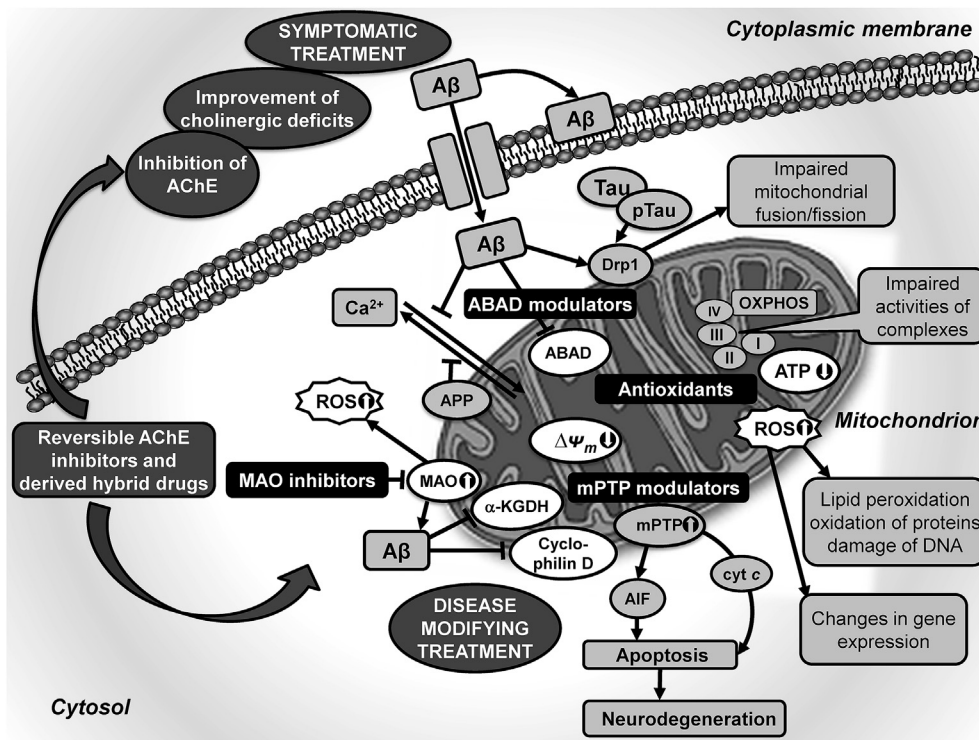 SYMPTOMATIC
TREATMENT
Cytoplasmic membrane
Improvement of
cholinergic deficits
Inhibition of
AChE
Aβ
Aβ
Tau
pTau
Impaired
mitochondrial
fusion/fission
Aβ
Drp1
Ca²⁺
ABAD modulators
ABAD
OXPHOS
IV
III
II
I
Impaired
activities of
complexes
ATP
Antioxidants
ROS
APP
ΔΨm
ROS
Mitochondrion
Reversible AChE
inhibitors and
derived hybrid drugs
MAO inhibitors
MAO
α-KGDH
mPTP modulators
mPTP
Lipid peroxidation
oxidation of proteins
damage of DNA
Aβ
Cyclo-
philin D
cyt c
AIF
DISEASE
MODIFYING
TREATMENT
Changes in gene
expression
Apoptosis
Neurodegeneration
Cytosol